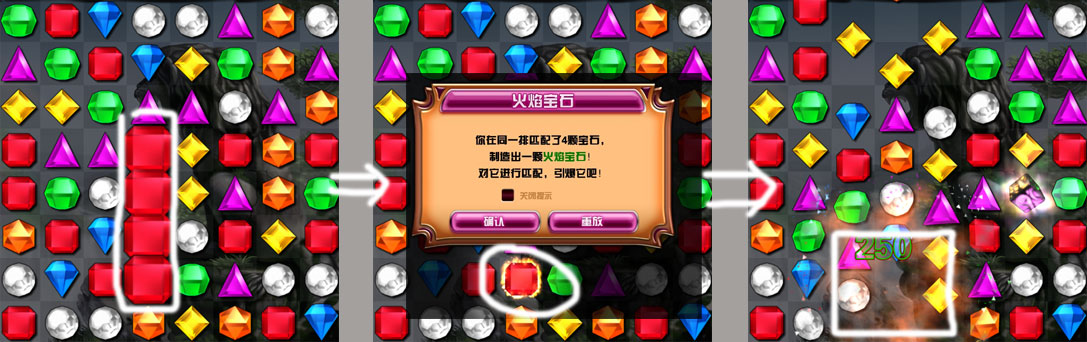 火焰宝石
你在同一排匹配了4颗宝石，
制造出一颗火焰宝石！
对它进行匹配，引爆它吧！
关闭提示
确认
重放
250